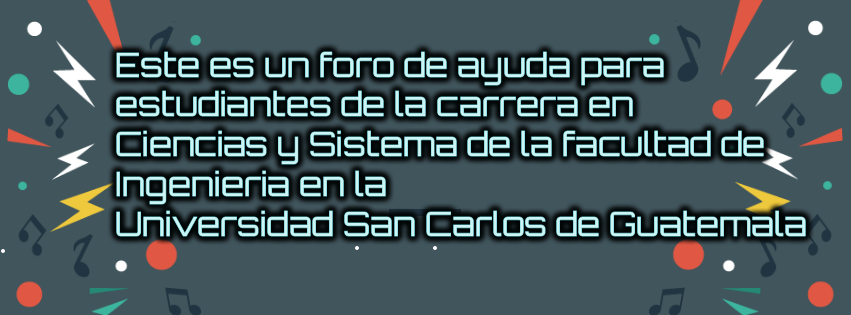 Este es un foro de ayuda para
estudiantes de la carrera en
Ciencias y Sistema de la facultad de
Ingenieria en la
Universidad San Carlos de Guatemala